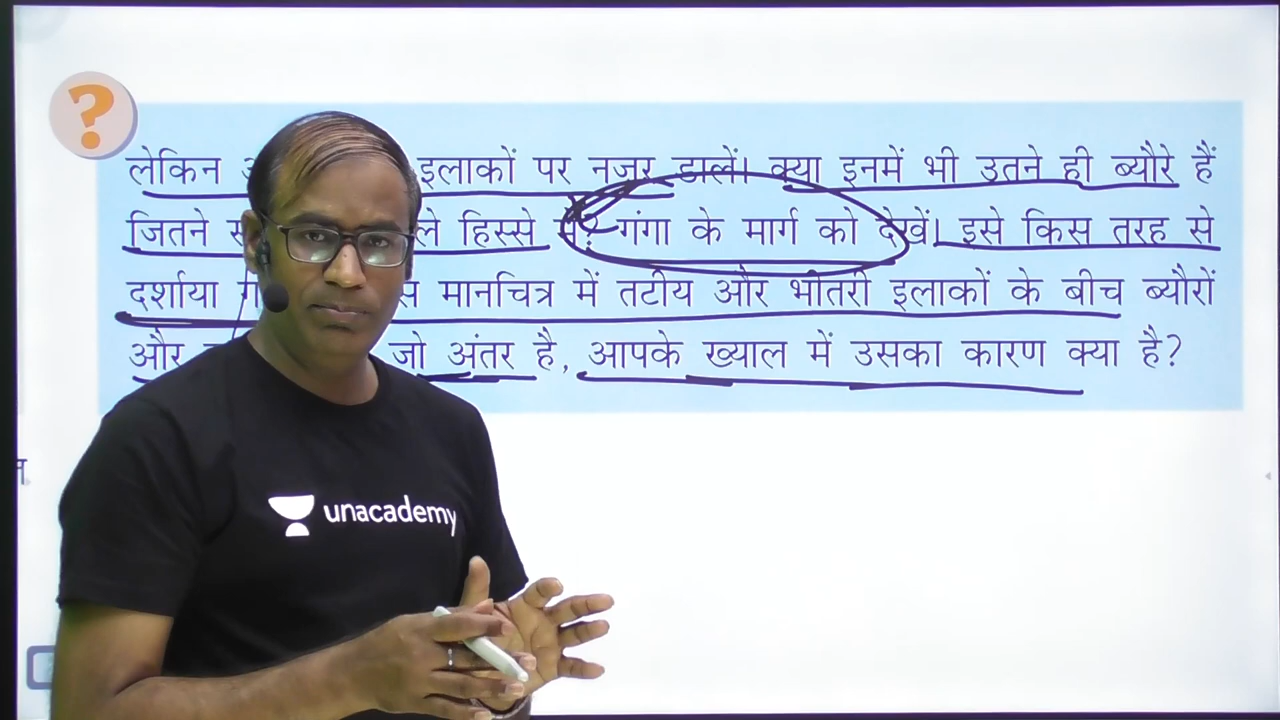 ?
लेकिन इलाकों पर नजर डालें। क्या इनमें भी उतने ही ब्यौरे हैं
जितने हिस्से में? गंगा के मार्ग को देखें। इसे किस तरह से
दर्शाया मानचित्र में तटीय और भीतरी इलाकों के बीच ब्यौरों
और जो अंतर है, आपके ख्याल में उसका कारण क्या है?
unacademy